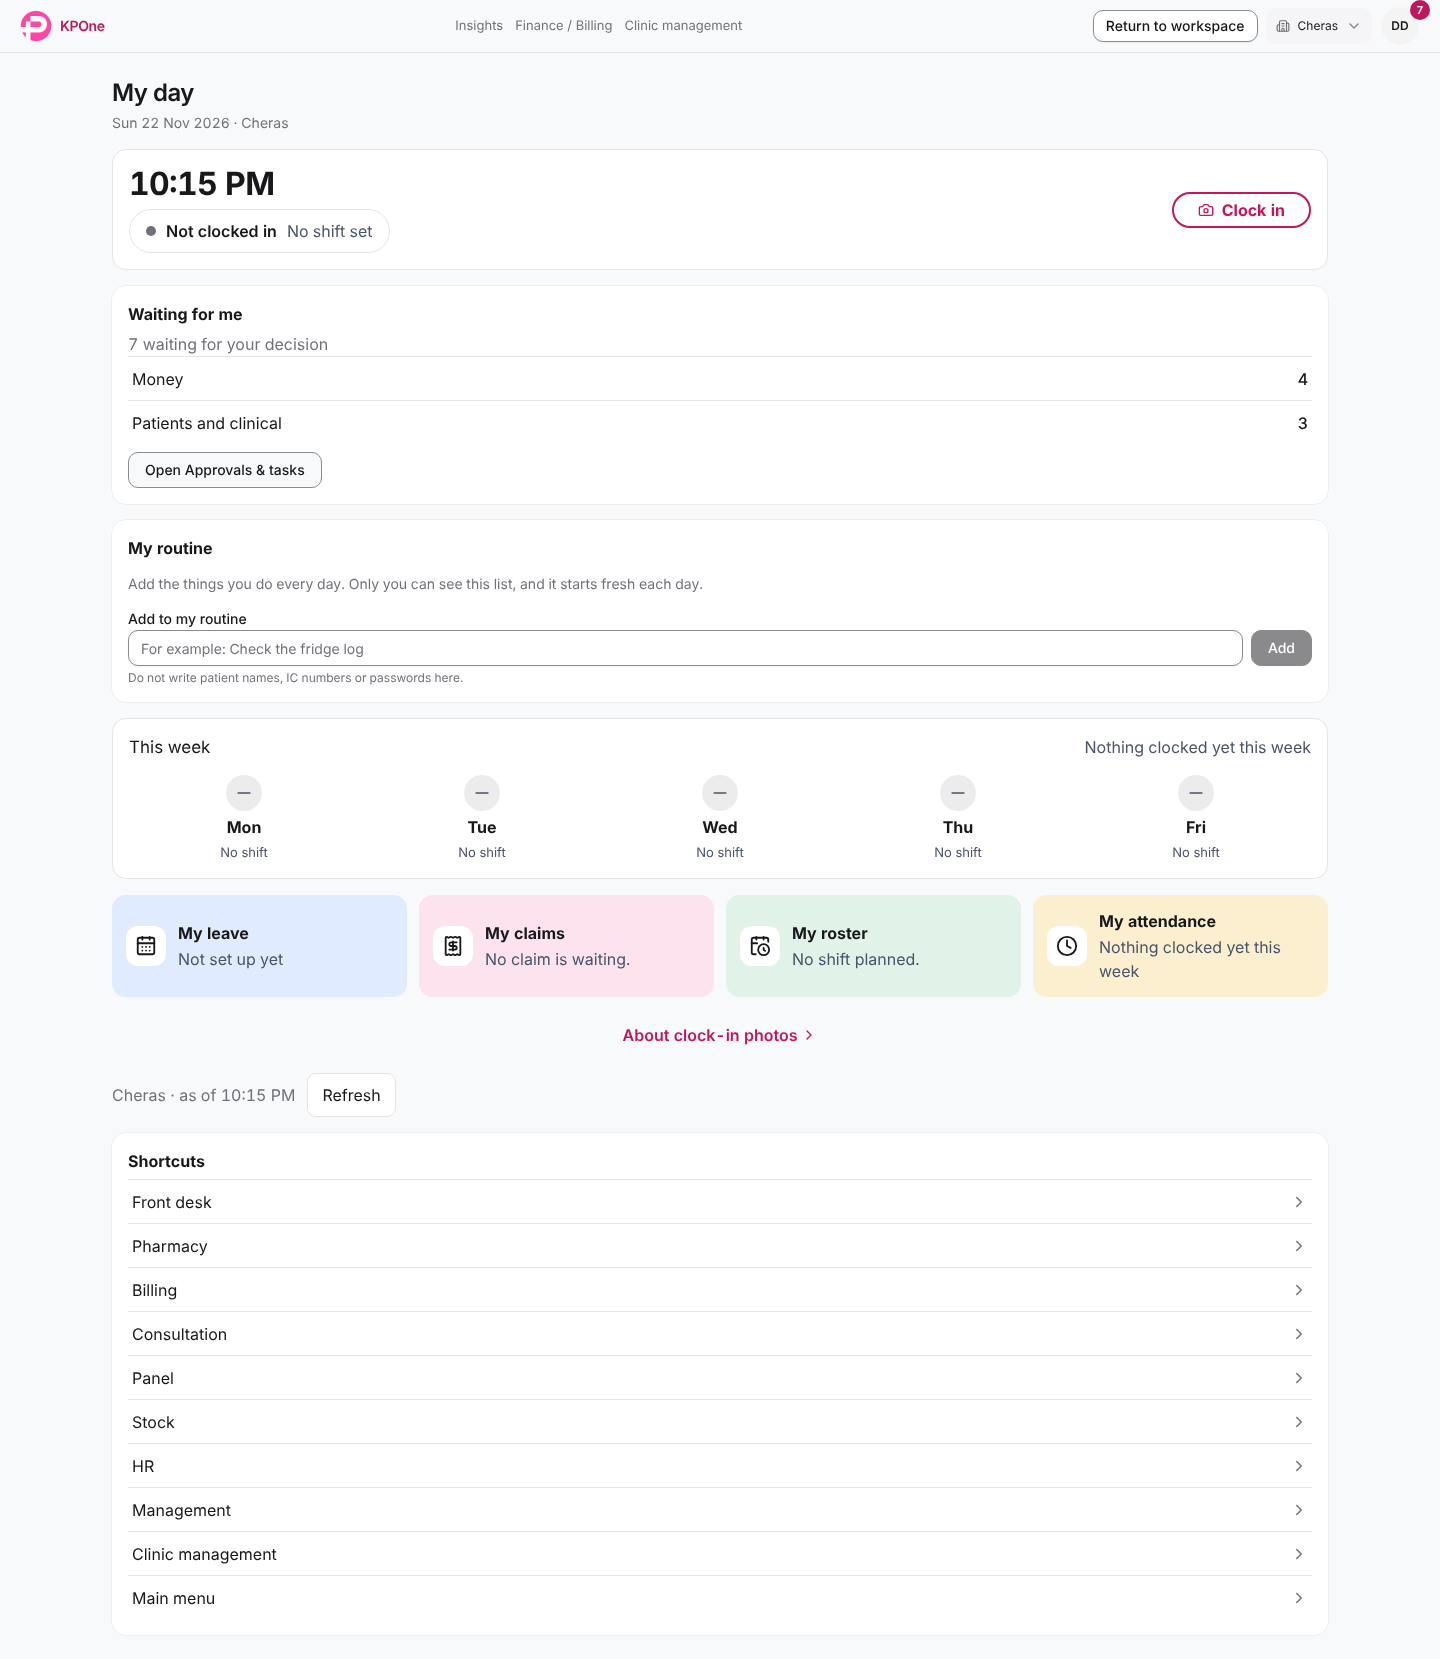 KPOne
Insights Finance / Billing Clinic management
Return to workspace
Cheras
DD
7
My day
Sun 22 Nov 2026 · Cheras
10:15 PM
Not clocked in No shift set
Clock in
Waiting for me
7 waiting for your decision
Money 4
Patients and clinical 3
Open Approvals & tasks
My routine
Add the things you do every day. Only you can see this list, and it starts fresh each day.
Add to my routine
For example: Check the fridge log
Add
Do not write patient names, IC numbers or passwords here.
This week
Nothing clocked yet this week
Mon
No shift
Tue
No shift
Wed
No shift
Thu
No shift
Fri
No shift
My leave
Not set up yet
My claims
No claim is waiting.
My roster
No shift planned.
My attendance
Nothing clocked yet this
week
About clock-in photos
Cheras · as of 10:15 PM
Refresh
Shortcuts
Front desk
Pharmacy
Billing
Consultation
Panel
Stock
HR
Management
Clinic management
Main menu